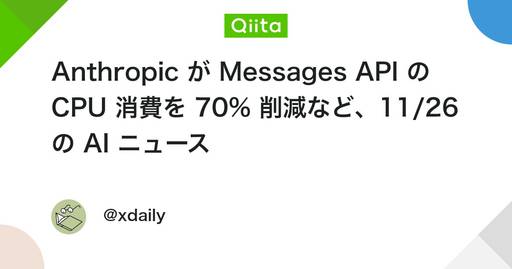 Qiita
Anthropic が Messages API の
CPU 消費を 70% 削減など、11/26
の AI ニュース
@xdaily